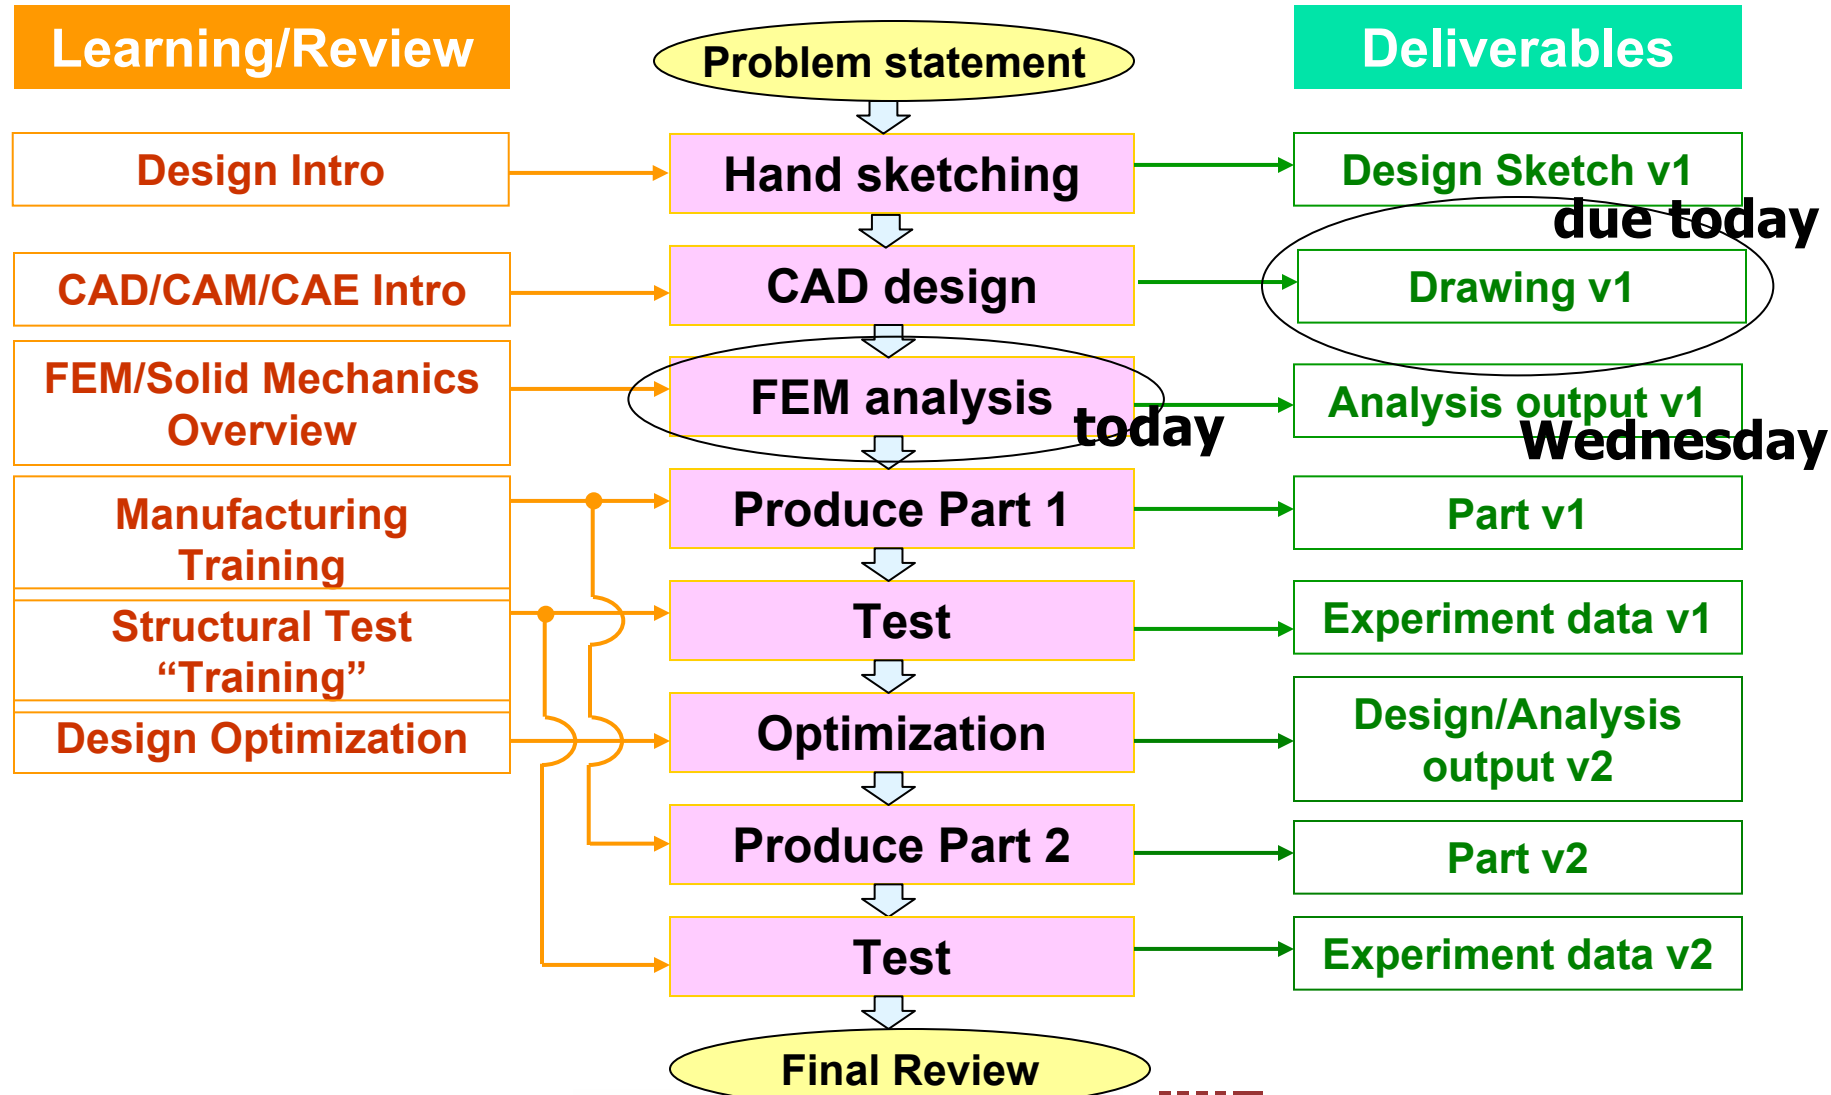 Learning/Review
Problem statement
Deliverables
Design Intro
Hand sketching
Design Sketch v1
due today
CAD/CAM/CAE Intro
CAD design
Drawing v1
FEM/Solid Mechanics
Overview
FEM analysis
today
Analysis output v1
Wednesday
Manufacturing
Training
Produce Part 1
Part v1
Structural Test
“Training”
Test
Experiment data v1
Design Optimization
Optimization
Design/Analysis
output v2
Produce Part 2
Part v2
Test
Experiment data v2
Final Review